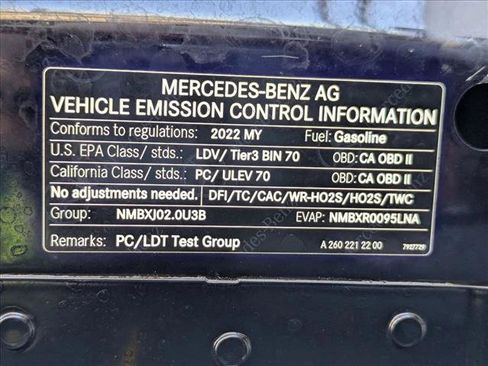 MERCEDES-BENZ AG
VEHICLE EMISSION CONTROL INFORMATION
Conforms to regulations: 2022 MY Fuel: Gasoline
U.S. EPA Class/ stds.: LDV/ Tier3 BIN 70 OBD: CA OBD II
California Class/ stds.: PC/ ULEV 70 OBD: CA OBD II
No adjustments needed. DFI/TC/CAC/WR-HO2S/HO2S/TWC
Group: NMBXJ02.0U3B EVAP: NMBXR0095LNA
Remarks: PC/LDT Test Group A 260 221 22 00 7927729